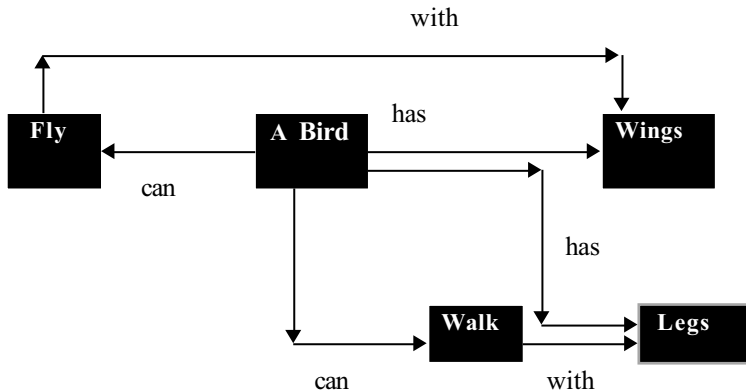 with
Fly
A Bird
has
Wings
can
has
Walk
Legs
can
with